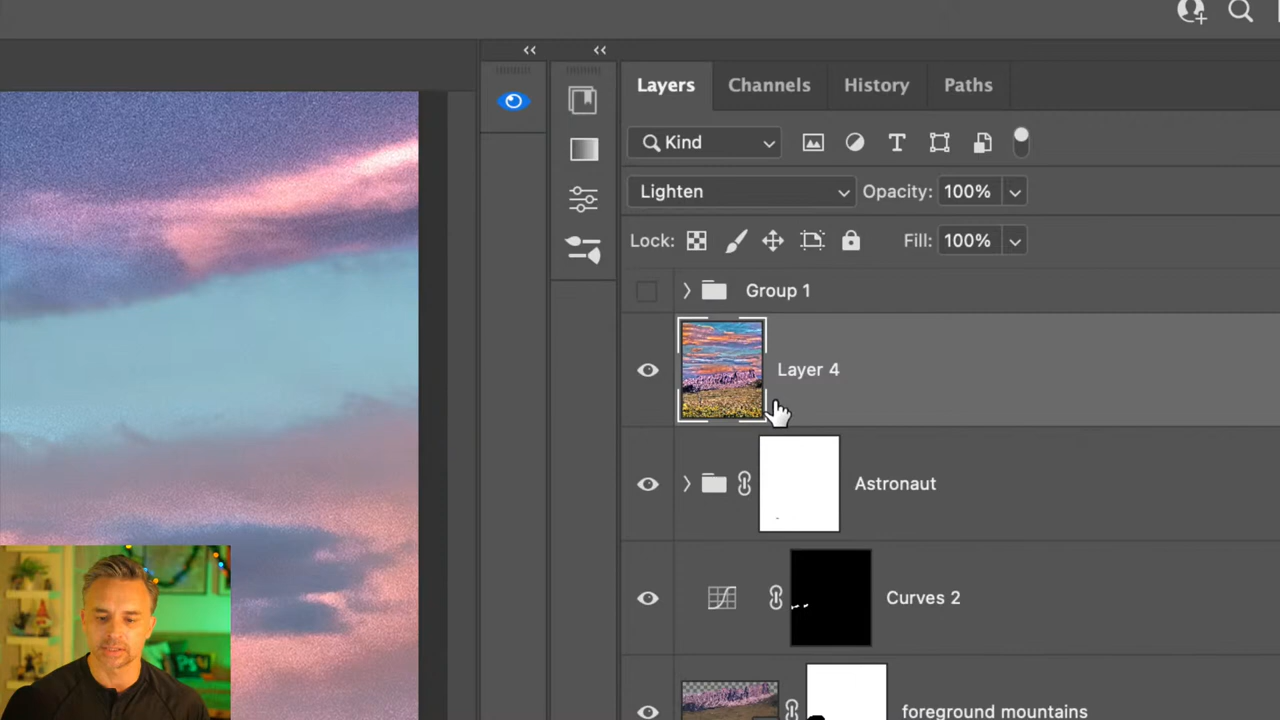 Layers Channels History Paths
Kind
Lighten Opacity: 100%
Lock: Fill: 100%
Group 1
Layer 4
Astronaut
Curves 2
foreground mountains